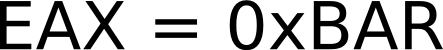 EAX = 0xBAR